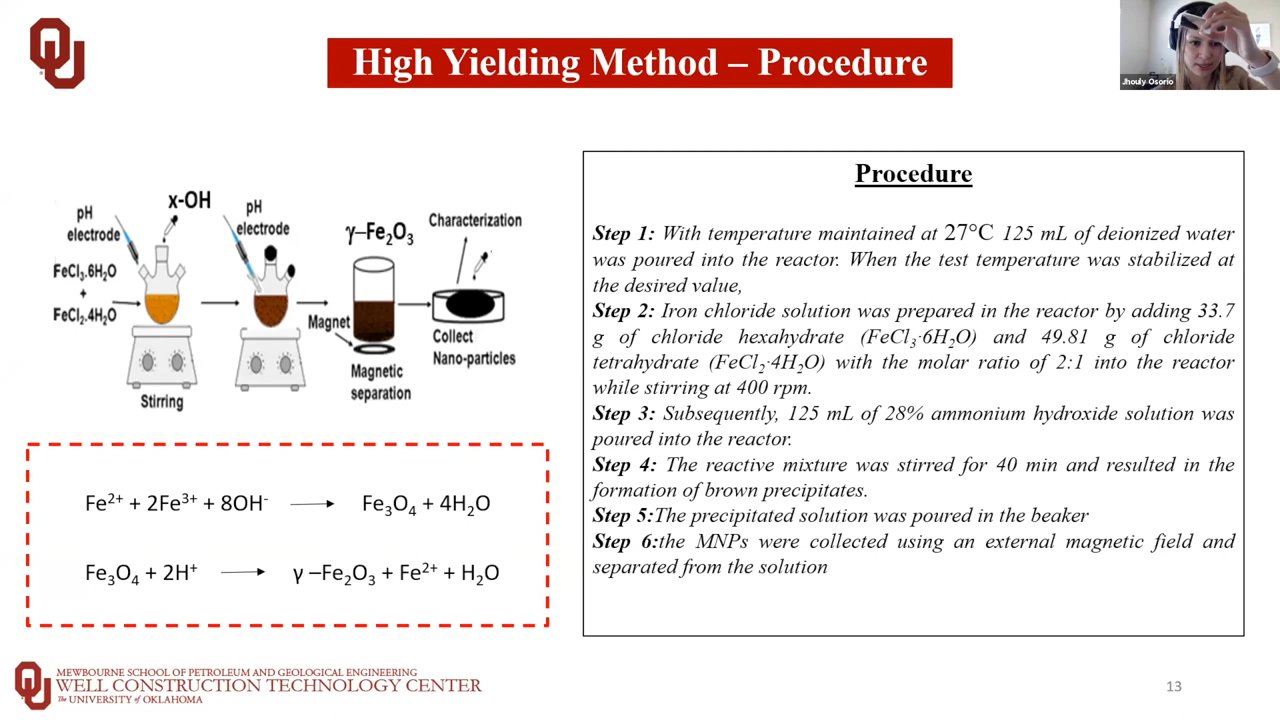 OU
High Yielding Method – Procedure
Jhouly Osorio
x-OH
pH
electrode
pH
electrode
γ–Fe₂O₃
Characterization
FeCl₃.6H₂O
+
FeCl₂.4H₂O
Magnet
Collect
Nano-particles
Stirring
Magnetic
separation
Fe²⁺ + 2Fe³⁺ + 8OH⁻ → Fe₃O₄ + 4H₂O
Fe₃O₄ + 2H⁺ → γ –Fe₂O₃ + Fe²⁺ + H₂O
Procedure
Step 1: With temperature maintained at 27°C 125 mL of deionized water
was poured into the reactor. When the test temperature was stabilized at
the desired value,
Step 2: Iron chloride solution was prepared in the reactor by adding 33.7
g of chloride hexahydrate (FeCl₃·6H₂O) and 49.81 g of chloride
tetrahydrate (FeCl₂·4H₂O) with the molar ratio of 2:1 into the reactor
while stirring at 400 rpm.
Step 3: Subsequently, 125 mL of 28% ammonium hydroxide solution was
poured into the reactor.
Step 4: The reactive mixture was stirred for 40 min and resulted in the
formation of brown precipitates.
Step 5:The precipitated solution was poured in the beaker
Step 6:the MNPs were collected using an external magnetic field and
separated from the solution
OU
MEWBOURNE SCHOOL OF PETROLEUM AND GEOLOGICAL ENGINEERING
WELL CONSTRUCTION TECHNOLOGY CENTER
The UNIVERSITY of OKLAHOMA
13